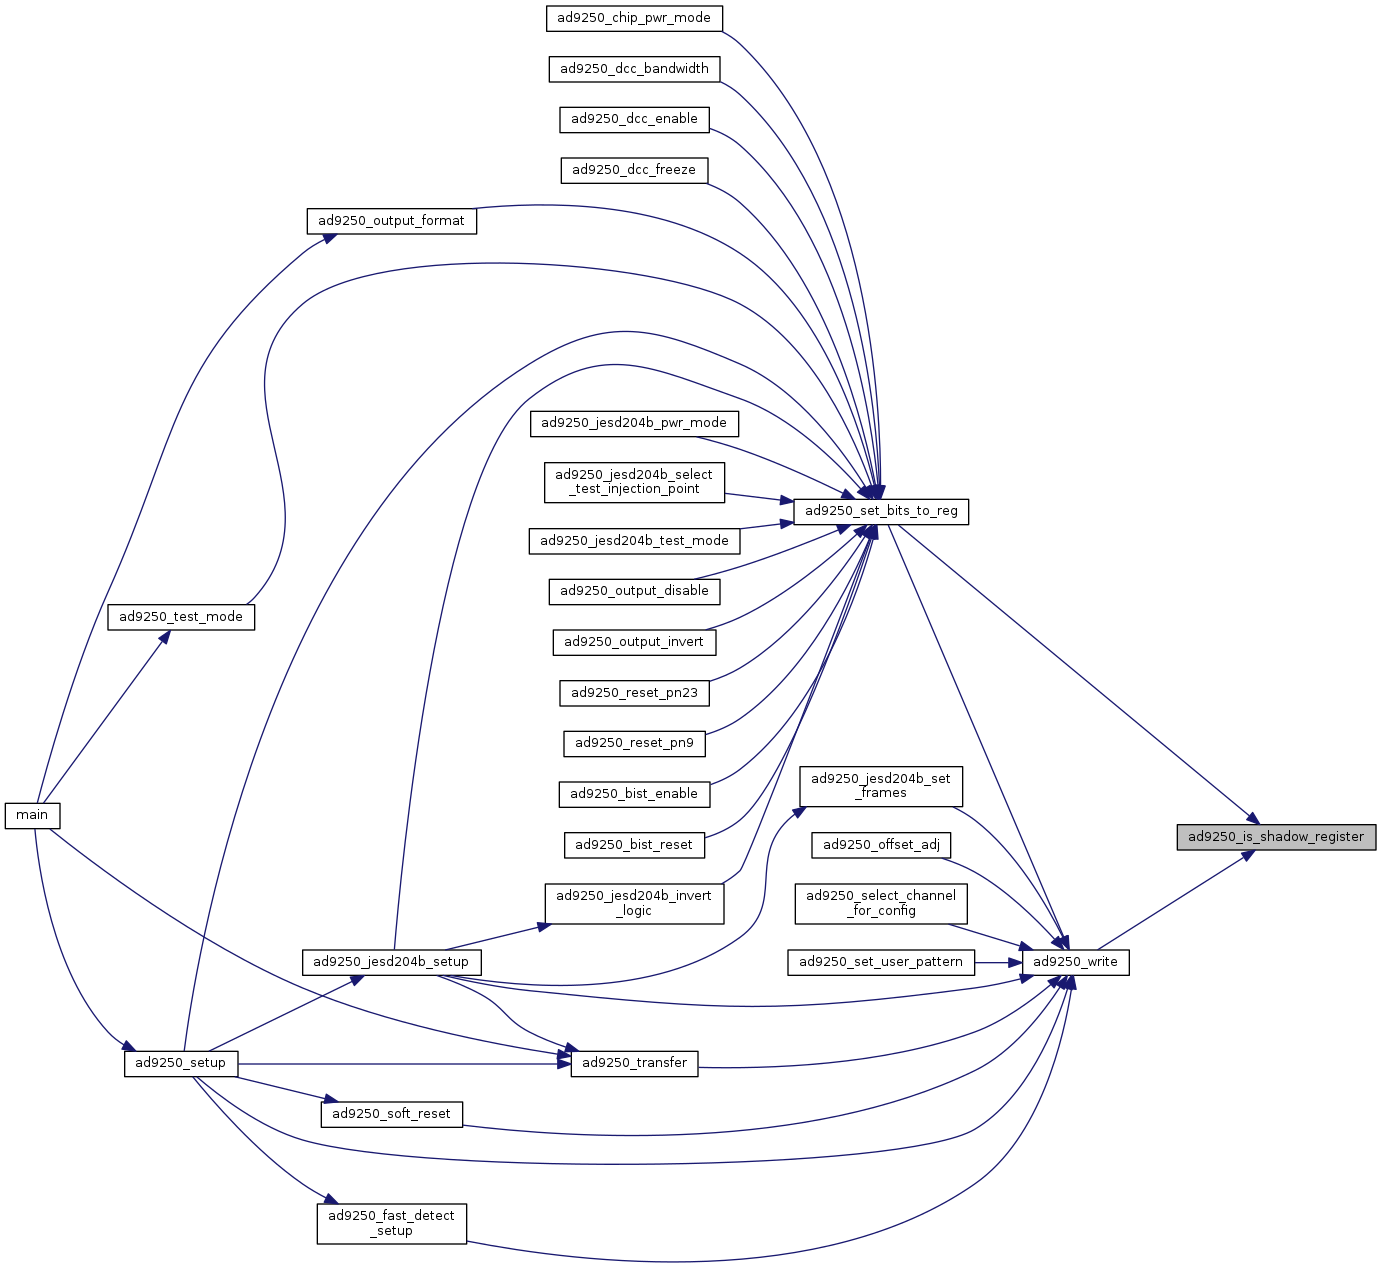 ad9250_chip_pwr_mode
ad9250_dcc_bandwidth
ad9250_dcc_enable
ad9250_dcc_freeze
ad9250_output_format
ad9250_jesd204b_pwr_mode
ad9250_jesd204b_select
_test_injection_point
ad9250_set_bits_to_reg
ad9250_jesd204b_test_mode
ad9250_output_disable
ad9250_test_mode
ad9250_output_invert
ad9250_reset_pn23
ad9250_reset_pn9
ad9250_jesd204b_set
_frames
ad9250_bist_enable
main
ad9250_is_shadow_register
ad9250_offset_adj
ad9250_bist_reset
ad9250_jesd204b_invert
_logic
ad9250_select_channel
_for_config
ad9250_jesd204b_setup
ad9250_set_user_pattern
ad9250_write
ad9250_setup
ad9250_transfer
ad9250_soft_reset
ad9250_fast_detect
_setup